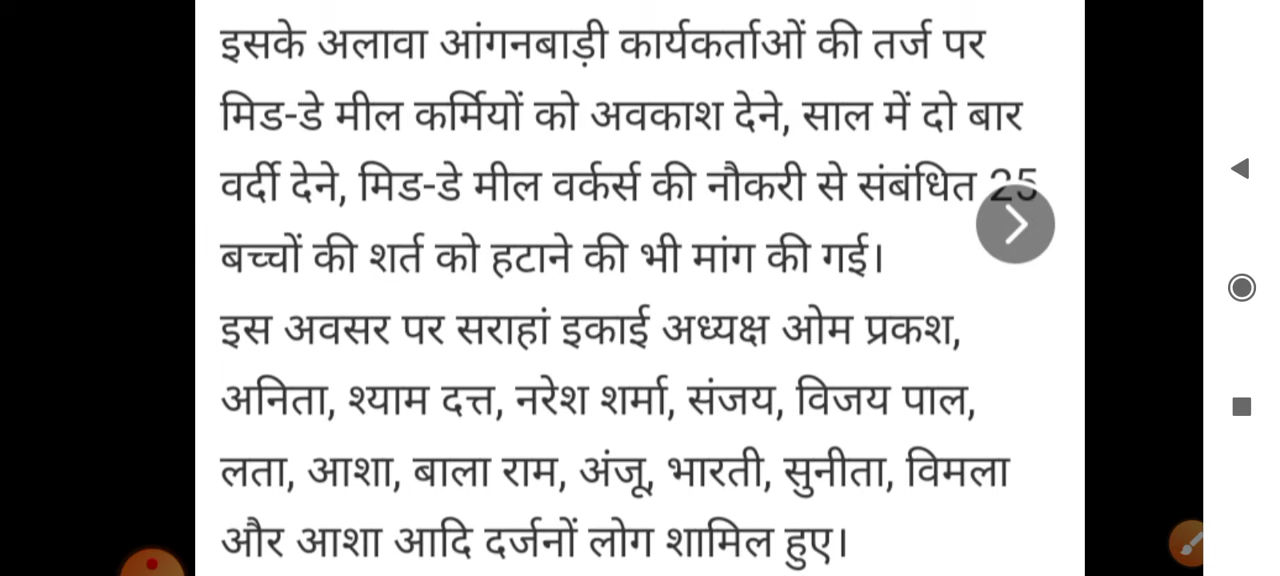 इसके अलावा आंगनबाड़ी कार्यकर्ताओं की तर्ज पर
मिड-डे मील कर्मियों को अवकाश देने, साल में दो बार
वर्दी देने, मिड-डे मील वर्कर्स की नौकरी से संबंधित 25
बच्चों की शर्त को हटाने की भी मांग की गई।
इस अवसर पर सराहां इकाई अध्यक्ष ओम प्रकश,
अनिता, श्याम दत्त, नरेश शर्मा, संजय, विजय पाल,
लता, आशा, बाला राम, अंजू, भारती, सुनीता, विमला
और आशा आदि दर्जनों लोग शामिल हुए।